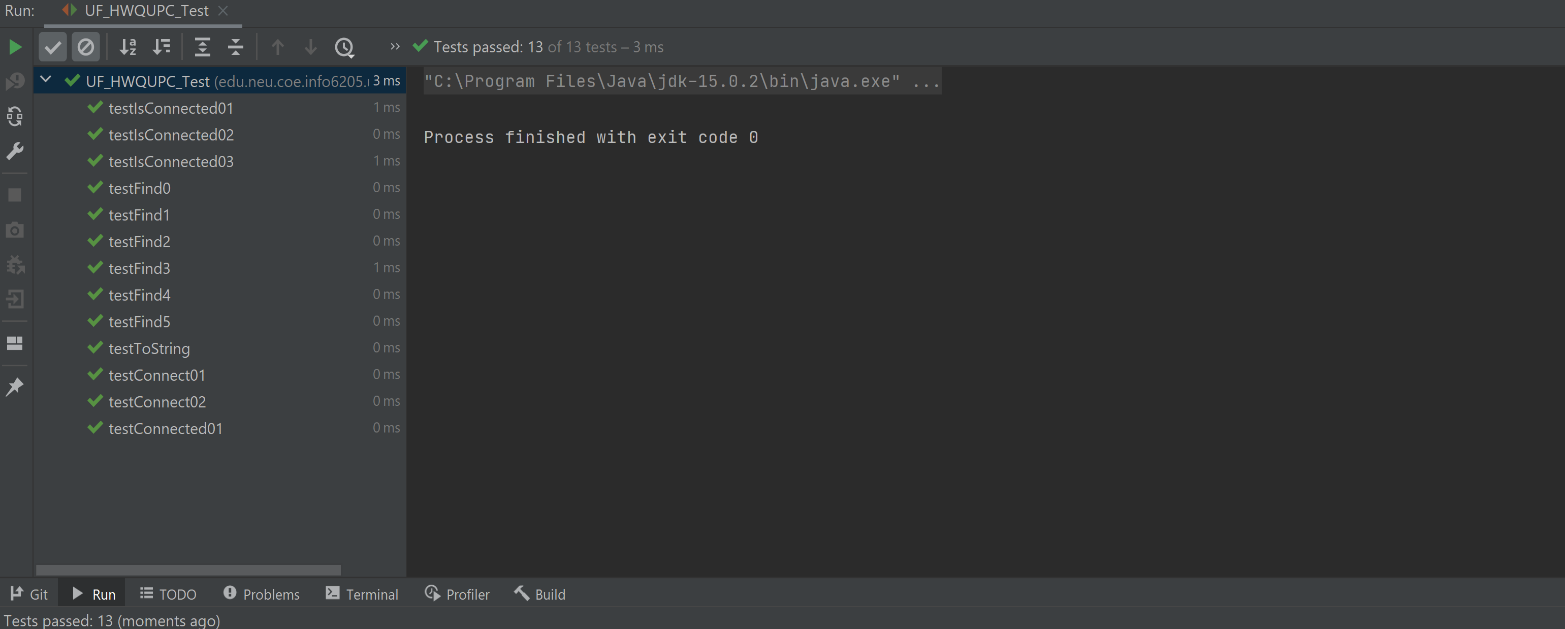 Run: UF_HWQUPC_Test
Tests passed: 13 of 13 tests – 3 ms
UF_HWQUPC_Test (edu.neu.coe.info6205. 3 ms
testIsConnected01 1 ms
testIsConnected02 0 ms
testIsConnected03 1 ms
testFind0 0 ms
testFind1 0 ms
testFind2 0 ms
testFind3 1 ms
testFind4 0 ms
testFind5 0 ms
testToString 0 ms
testConnect01 0 ms
testConnect02 0 ms
testConnected01 0 ms
"C:\Program Files\Java\jdk-15.0.2\bin\java.exe" ...
Process finished with exit code 0
Git Run TODO Problems Terminal Profiler Build
Tests passed: 13 (moments ago)